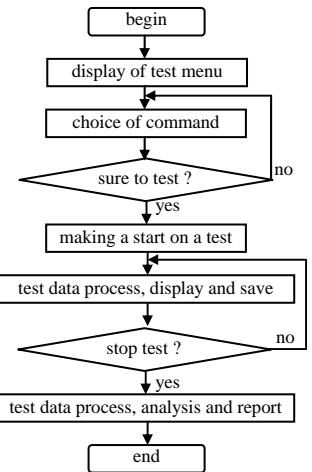 begin
display of test menu
choice of command
sure to test ?
no
yes
making a start on a test
test data process, display and save
stop test ?
no
yes
test data process, analysis and report
end